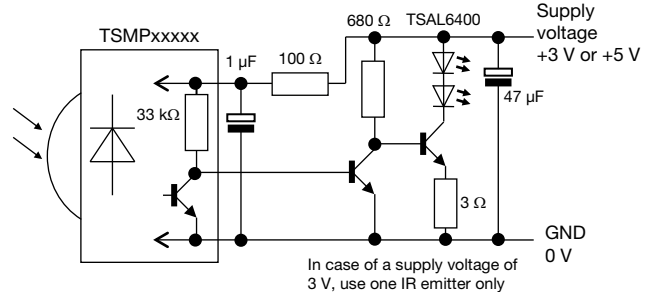 TSMPxxxxx
1 µF
100 Ω
680 Ω
TSAL6400
Supply
voltage
+3 V or +5 V
33 kΩ
47 µF
3 Ω
GND
0 V
In case of a supply voltage of
3 V, use one IR emitter only